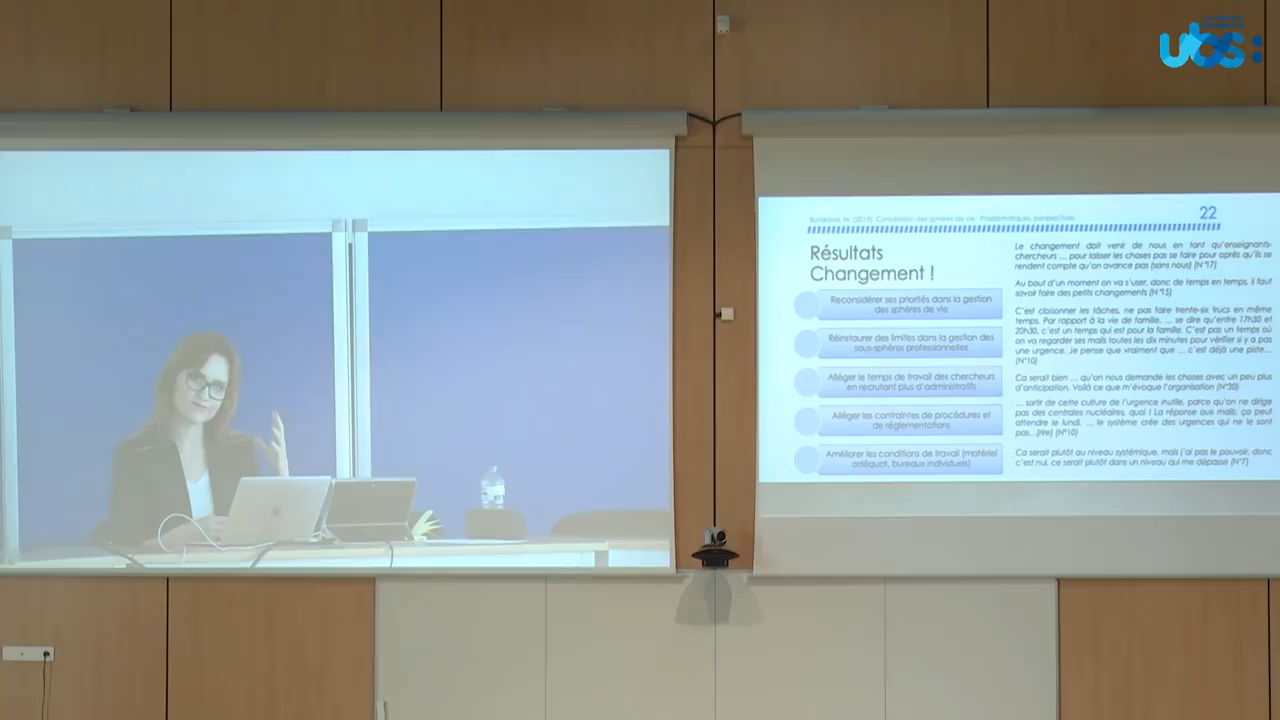 ubs:
(2019) Conciliation des sphères de vie : Problématiques, perspectives...
22
Résultats
Changement !
Reconsidérer ses priorités dans la gestion
des sphères de vie
Réinstaurer des limites dans la gestion des
sous-sphères professionnelles
Alléger le temps de travail des chercheurs
en recrutant plus d'administratifs
Alléger les contraintes de procédures et
de réglementations
Améliorer les conditions de travail (matériel
adéquat, bureaux individuels)
Le changement doit venir de nous en tant qu'enseignants-
chercheurs ... pour laisser les choses pas se faire pour après qu'ils se
rendent compte qu'on avance pas (sans nous) (N°17)
Au bout d'un moment on va s'user, donc de temps en temps, il faut
savoir faire des petits changements (N°15)
C'est cloisonner les tâches, ne pas faire trente-six trucs en même
temps. Par rapport à la vie de famille, ... se dire qu'entre 17h30 et
20h30, c'est un temps qui est pour la famille. C'est pas un temps où
on va regarder ses mails toutes les dix minutes pour vérifier si y a pas
une urgence. Je pense que vraiment que ... c'est déjà une piste...
(N°10)
Ca serait bien ... qu'on nous demande les choses avec un peu plus
d'anticipation. Voilà ce que m'évoque l'organisation (N°20)
... sortir de cette culture de l'urgence inutile, parce qu'on ne dirige
pas des centrales nucléaires, quoi ! La réponse aux mails, ça peut
attendre le lundi, ... le système crée des urgences qui ne le sont
pas...(rire) (N°10)
Ca serait plutôt au niveau systémique, mais j'ai pas le pouvoir, donc
c'est nul, ce serait plutôt dans un niveau qui me dépasse (N°7)